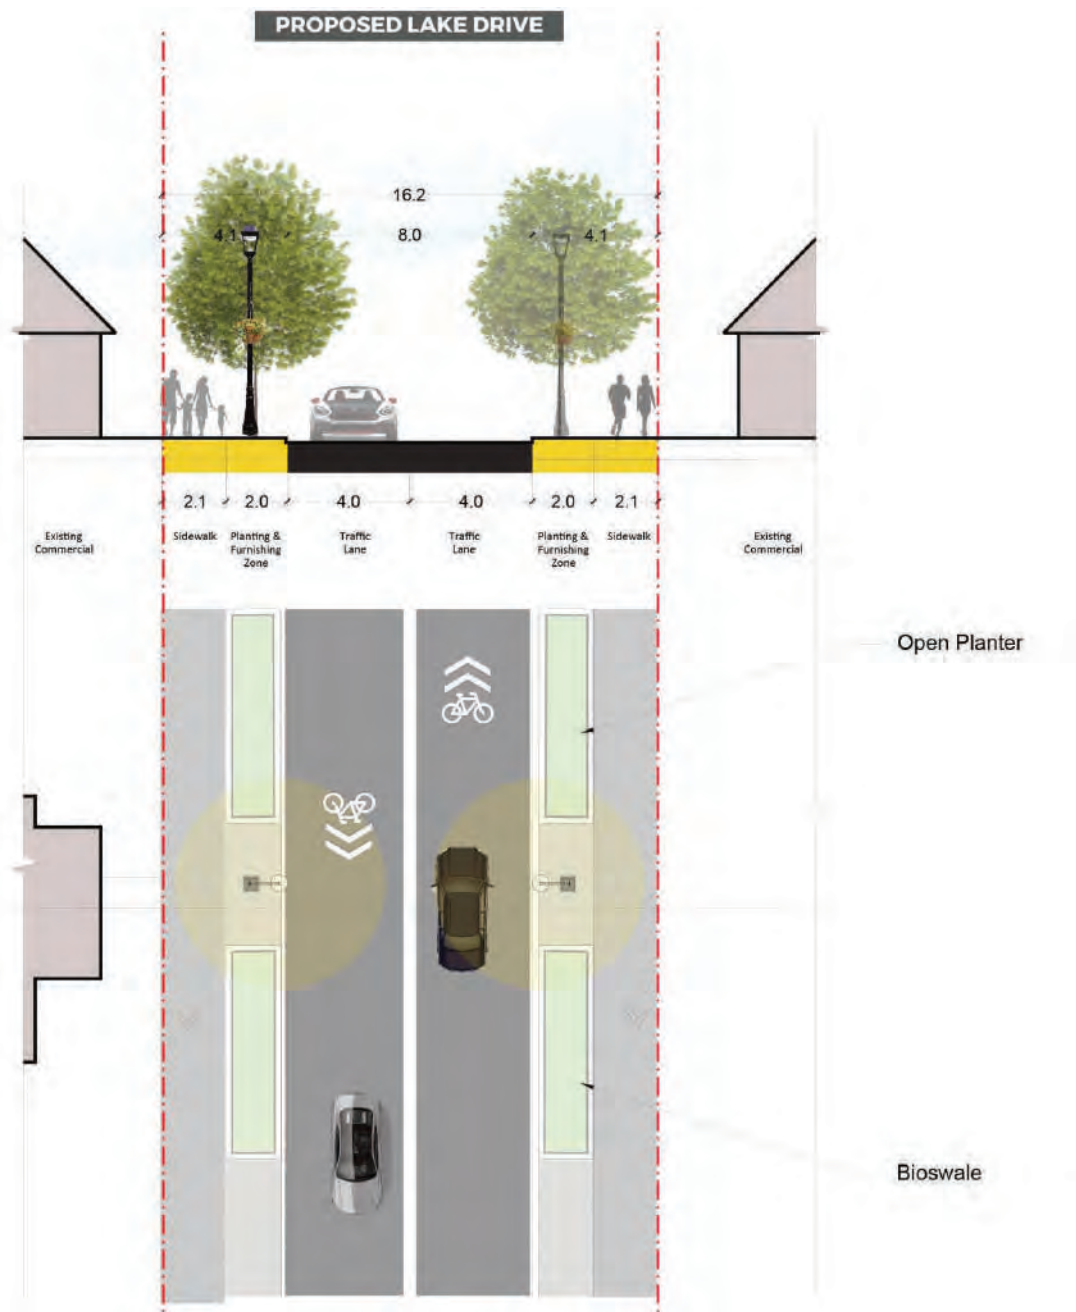 PROPOSED LAKE DRIVE
16.2
4.1 8.0 4.1
2.1 2.0 4.0 4.0 2.0 2.1
Existing
Commercial
Sidewalk
Planting &
Furnishing
Zone
Traffic
Lane
Traffic
Lane
Planting &
Furnishing
Zone
Sidewalk
Existing
Commercial
Open Planter
Bioswale